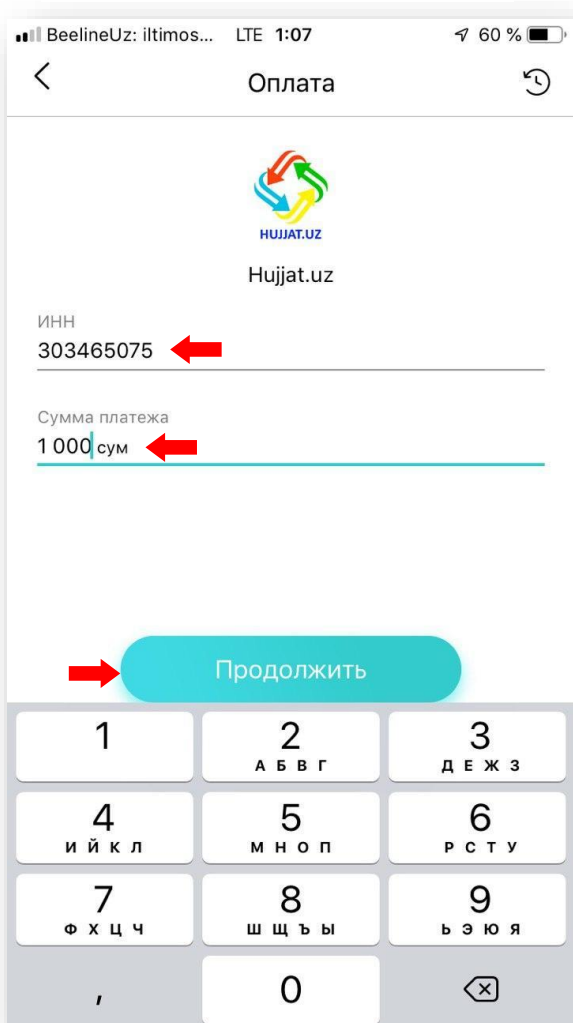 BeelineUz: iltimos... LTE 1:07 60 %
Оплата
HUJJAT.UZ
Hujjat.uz
ИНН
303465075
Сумма платежа
1 000 сум
Продолжить
1 2 3
А Б В Г Д Е Ж З
4 5 6
И Й К Л М Н О П Р С Т У
7 8 9
Ф Х Ц Ч Ш Щ Ъ Ы Ь Э Ю Я
, 0